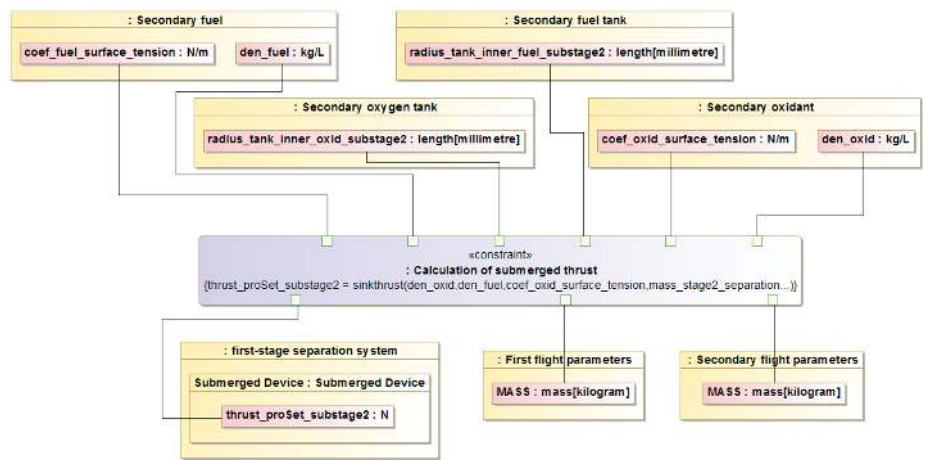 : Secondary fuel
coef_fuel_surface_tension : N/m
den_fuel : kg/L
: Secondary fuel tank
radius_tank_inner_fuel_substage2 : length[millimetre]
: Secondary oxygen tank
radius_tank_inner_oxid_substage2 : length[millimetre]
: Secondary oxidant
coef_oxid_surface_tension : N/m
den_oxid : kg/L
«constraint»
: Calculation of submerged thrust
{thrust_proSet_substage2 = sinkthrust(den_oxid,den_fuel,coef_oxid_surface_tension,mass_stage2_separation...)}
: first-stage separation system
Submerged Device : Submerged Device
thrust_proSet_substage2 : N
: First flight parameters
MASS : mass[kilogram]
: Secondary flight parameters
MASS : mass[kilogram]